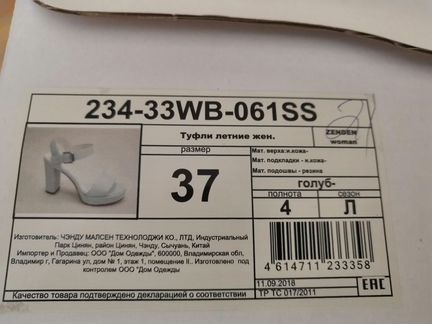 234-33WB-061SS
Туфли летние жен.
ZENDEN
woman
размер
37
Мат. верха:и.кожа-
Мат. подкладки - и.кожа-
Мат. подошвы - резина
голуб-
полнота
сезон
4
Л
Изготовитель: ЧЭНДУ МАЛСЕН ТЕХНОЛОДЖИ КО., ЛТД, Индустриальный
Парк Цинян, район Цинян, Чэнду, Сычуань, Китай
Импортер и Продавец: ООО "Дом Одежды", 600000, Владимирская обл,
Владимир г, Гагарина ул, дом № 1, этаж 1, помещение II.. Изготовлено под
контролем ООО "Дом Одежды
4 614711 233358
11.09.2018
EAC
Качество товара подтверждено декларацией о соответствии
ТР ТС 017/2011